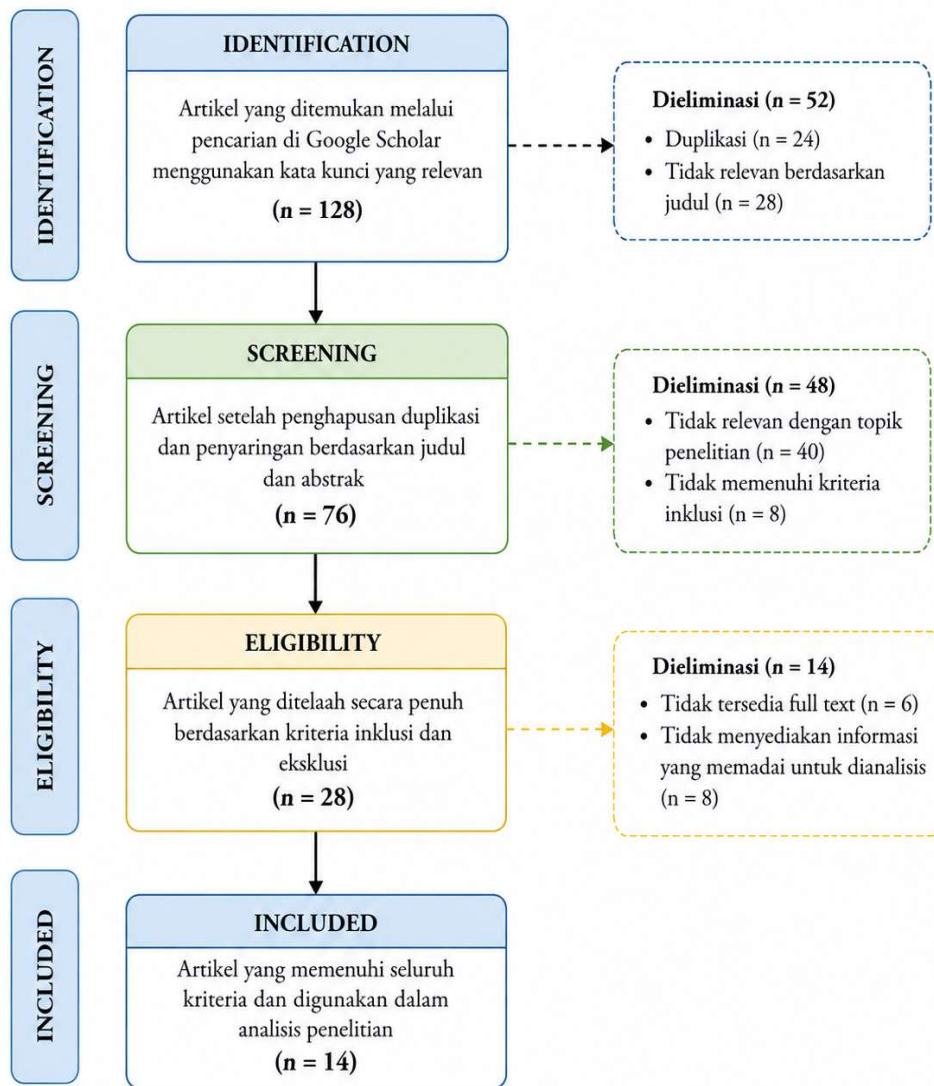 IDENTIFICATION
IDENTIFICATION
Artikel yang ditemukan melalui
pencarian di Google Scholar
menggunakan kata kunci yang relevan
(n = 128)
Dieliminasi (n = 52)
• Duplikasi (n = 24)
• Tidak relevan berdasarkan
judul (n = 28)
SCREENING
SCREENING
Artikel setelah penghapusan duplikasi
dan penyaringan berdasarkan judul
dan abstrak
(n = 76)
Dieliminasi (n = 48)
• Tidak relevan dengan topik
penelitian (n = 40)
• Tidak memenuhi kriteria
inklusi (n = 8)
ELIGIBILITY
ELIGIBILITY
Artikel yang ditelaah secara penuh
berdasarkan kriteria inklusi dan
eksklusi
(n = 28)
Dieliminasi (n = 14)
• Tidak tersedia full text (n = 6)
• Tidak menyediakan informasi
yang memadai untuk dianalisis
(n = 8)
INCLUDED
INCLUDED
Artikel yang memenuhi seluruh
kriteria dan digunakan dalam
analisis penelitian
(n = 14)